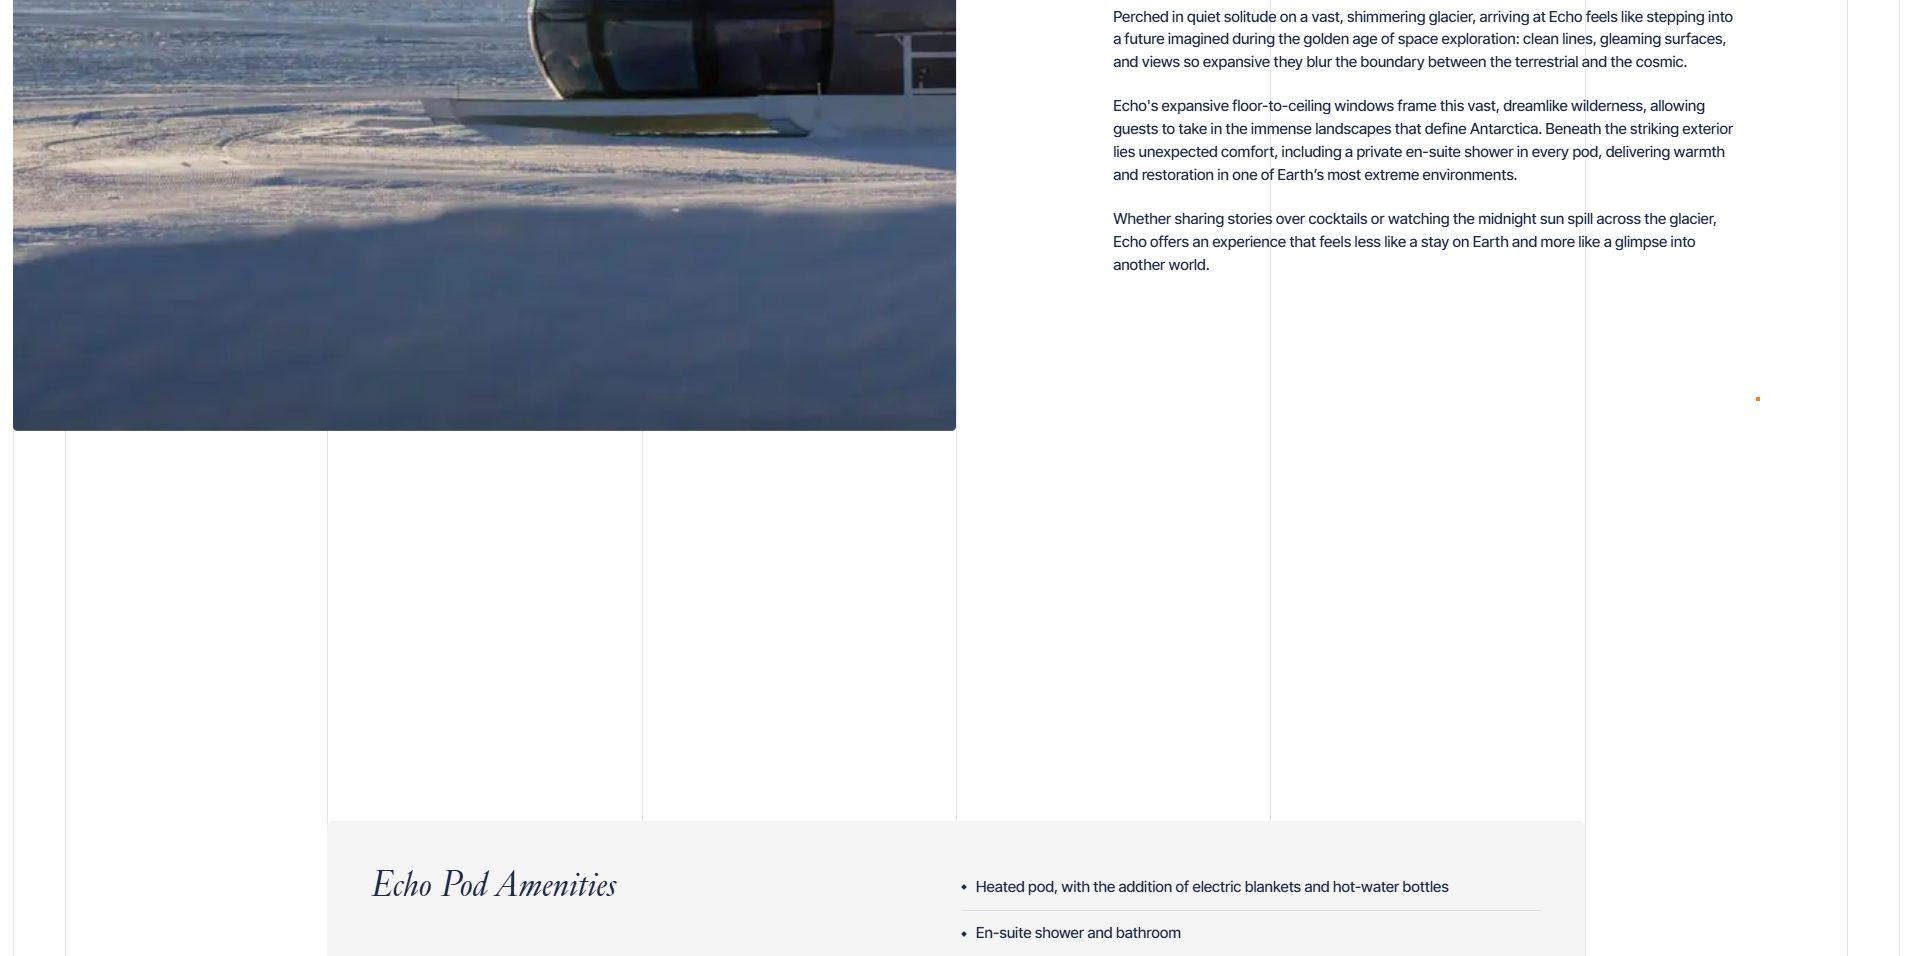 Perched in quiet solitude on a vast, shimmering glacier, arriving at Echo feels like stepping into
a future imagined during the golden age of space exploration: clean lines, gleaming surfaces,
and views so expansive they blur the boundary between the terrestrial and the cosmic.
Echo's expansive floor-to-ceiling windows frame this vast, dreamlike wilderness, allowing
guests to take in the immense landscapes that define Antarctica. Beneath the striking exterior
lies unexpected comfort, including a private en-suite shower in every pod, delivering warmth
and restoration in one of Earth’s most extreme environments.
Whether sharing stories over cocktails or watching the midnight sun spill across the glacier,
Echo offers an experience that feels less like a stay on Earth and more like a glimpse into
another world.
Echo Pod Amenities
Heated pod, with the addition of electric blankets and hot-water bottles
En-suite shower and bathroom